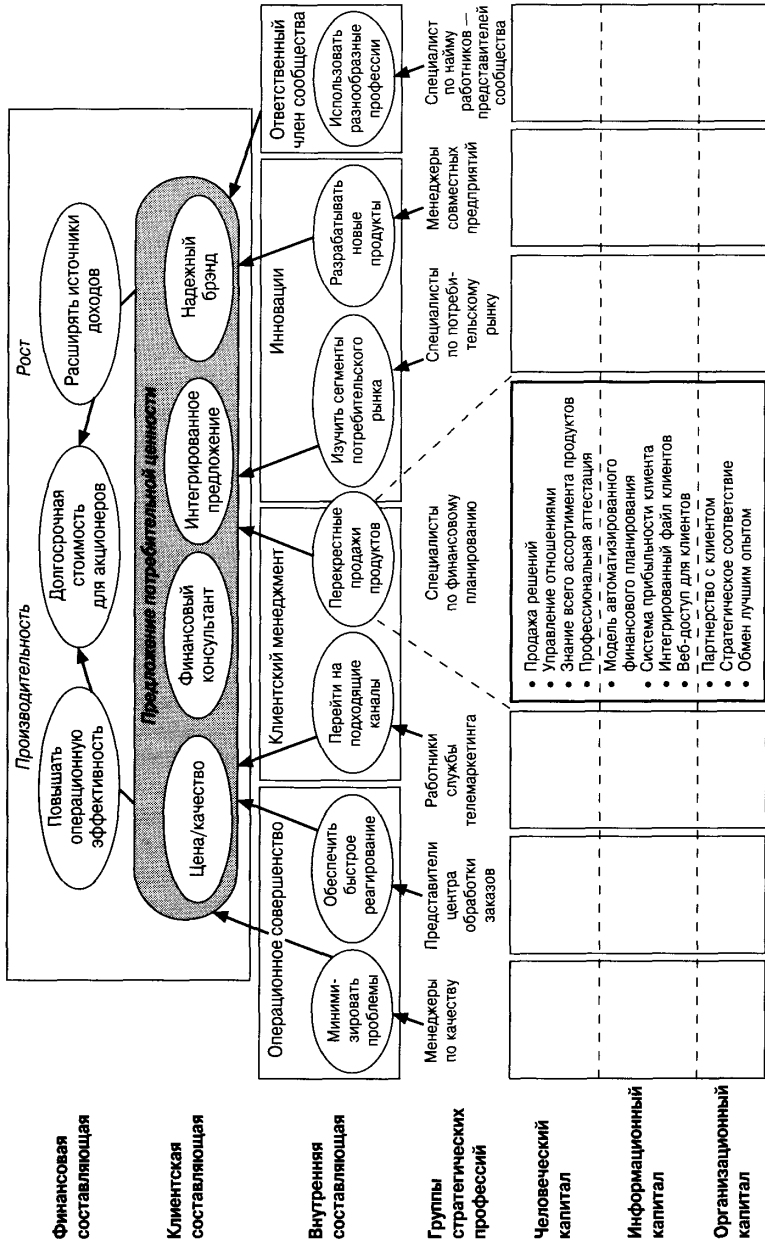 Финансовая
составляющая
Производительность
Рост
Повышать
операционную
эффективность
Долгосрочная
стоимость
для акционеров
Расширять источники
доходов
Клиентская
составляющая
Предложение потребительной ценности
Цена/качество
Финансовый
консультант
Интегрированное
предложение
Надежный
брэнд
Внутренняя
составляющая
Операционное совершенство
Миними-
зировать
проблемы
Обеспечить
быстрое
реагирование
Клиентский менеджмент
Перейти на
подходящие
каналы
Перекрестные
продажи
продуктов
Инновации
Изучить сегменты
потребительского
рынка
Разрабатывать
новые
продукты
Ответственный
член сообщества
Использовать
разнообразные
профессии
Группы
стратегических
профессий
Менеджеры
по качеству
Представители
центра
обработки
заказов
Работники
службы
телемаркетинга
Специалисты
по финансовому
планированию
Специалисты
по потреби-
тельскому
рынку
Менеджеры
совместных
предприятий
Специалист
по найму
работников —
представителей
сообщества
Человеческий
капитал
• Продажа решений
• Управление отношениями
• Знание всего ассортимента продуктов
• Профессиональная аттестация
Информационный
капитал
• Модель автоматизированного
финансового планирования
• Система прибыльности клиента
• Интегрированный файл клиентов
• Веб-доступ для клиентов
Организационный
капитал
• Партнерство с клиентом
• Стратегическое соответствие
• Обмен лучшим опытом